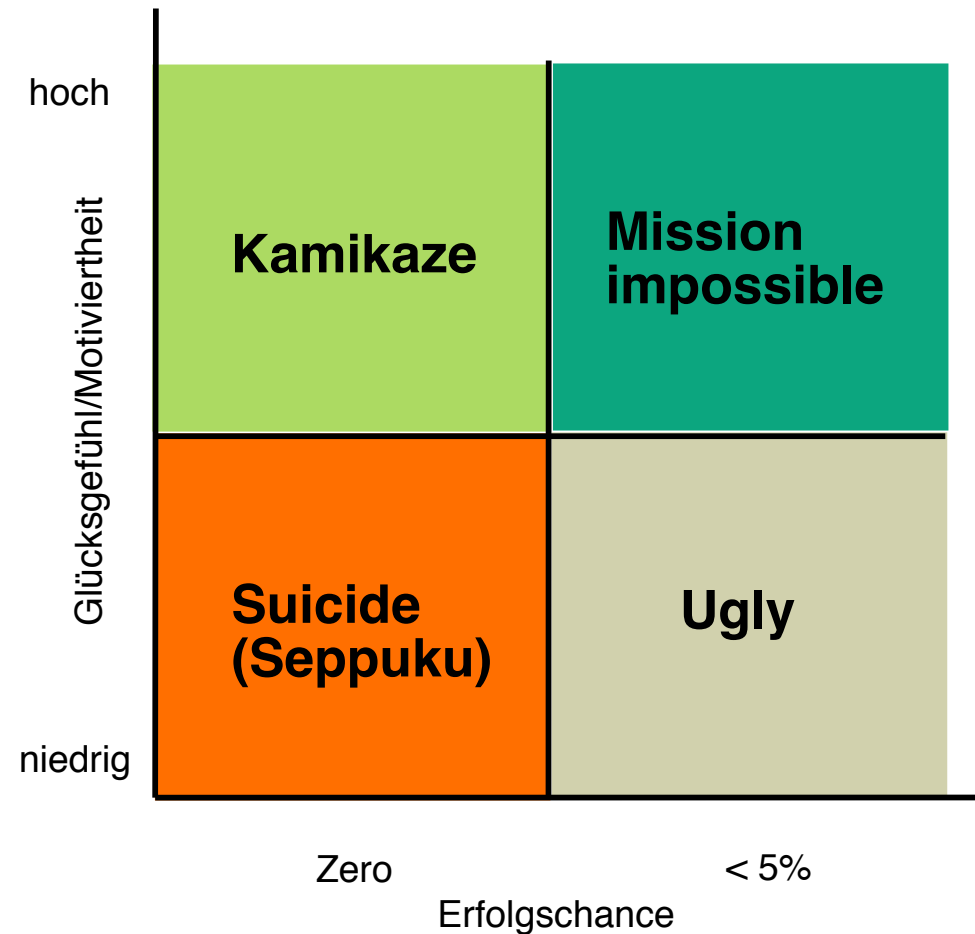 hoch
Glücksgefühl/Motiviertheit
niedrig
Kamikaze
Mission
impossible
Suicide
(Seppuku)
Ugly
Zero
< 5%
Erfolgschance